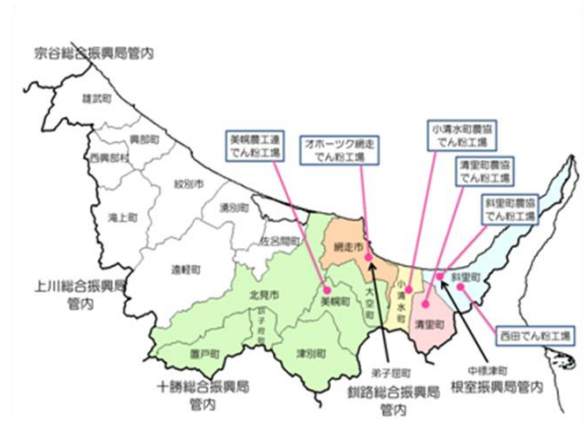 宗谷総合振興局管内
雄武町
興部町
西興部村
紋別市
滝上町
湧別町
佐呂間町
遠軽町
上川総合振興局
管内
美幌農工連
でん粉工場
オホーツク網走
でん粉工場
小清水町農協
でん粉工場
清里町農協
でん粉工場
斜里町農協
でん粉工場
網走市
北見市
美幌町
大空町
小清水町
斜里町
清里町
訓子府町
置戸町
津別町
西田でん粉工場
弟子屈町
中標津町
十勝総合振興局
管内
釧路総合振興局
管内
根室振興局管内